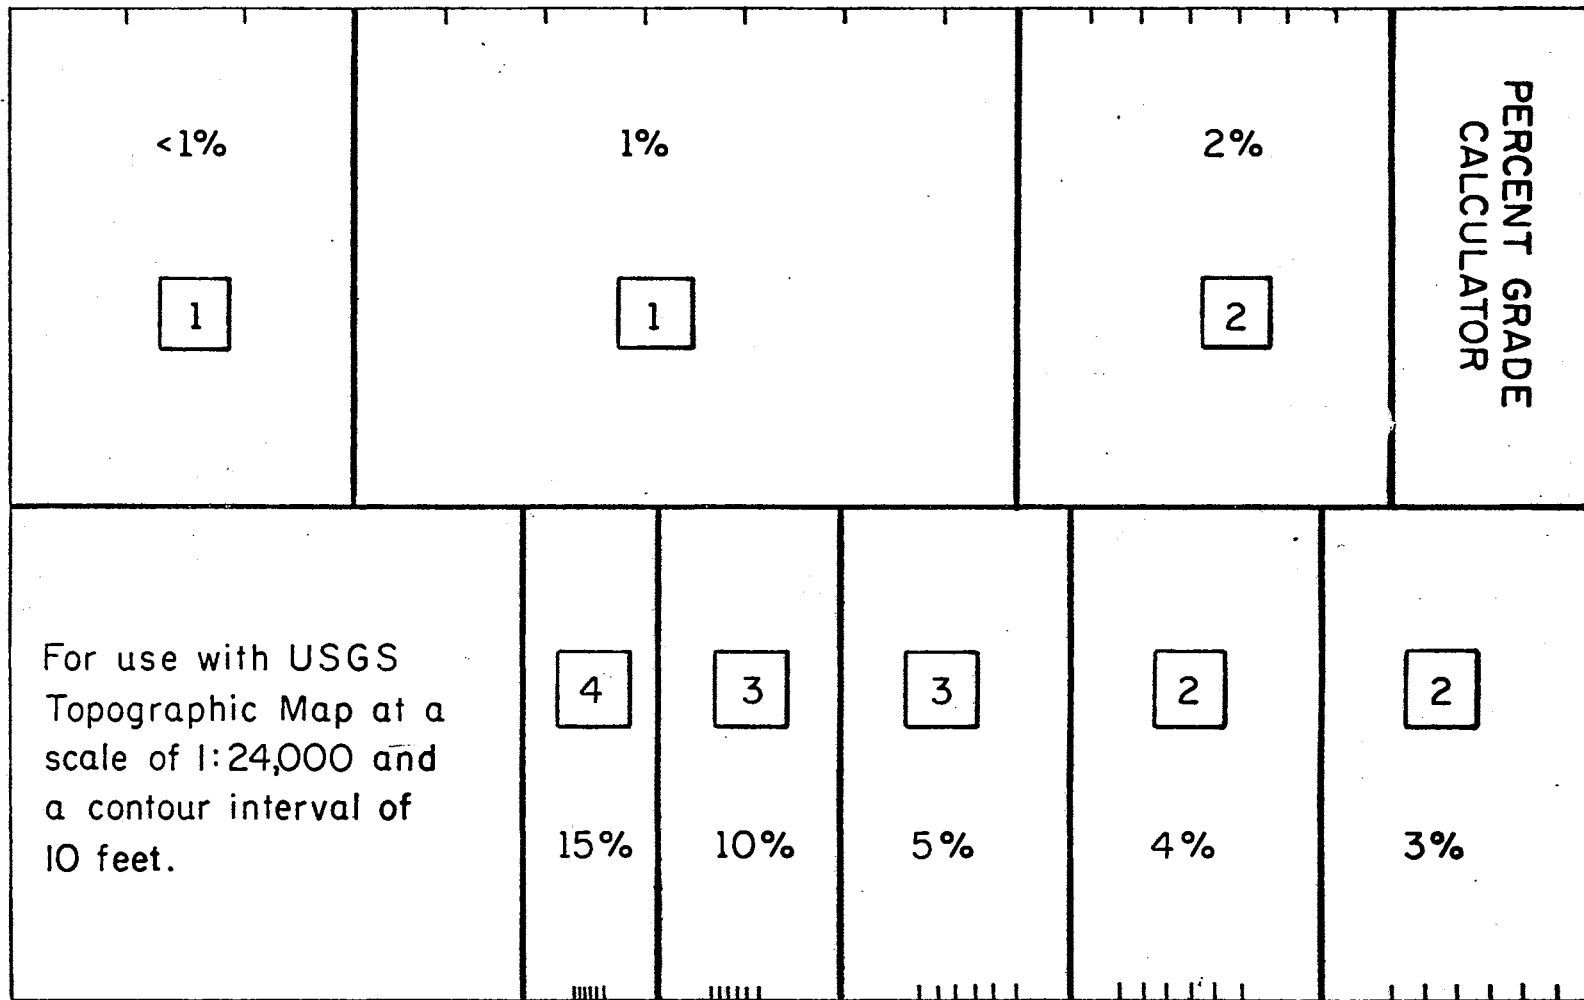 <1%
1%
2%
PERCENT GRADE
CALCULATOR
1
1
2
For use with USGS
Topographic Map at a
scale of 1:24,000 and
a contour interval of
10 feet.
4
3
3
2
2
15%
10%
5%
4%
3%